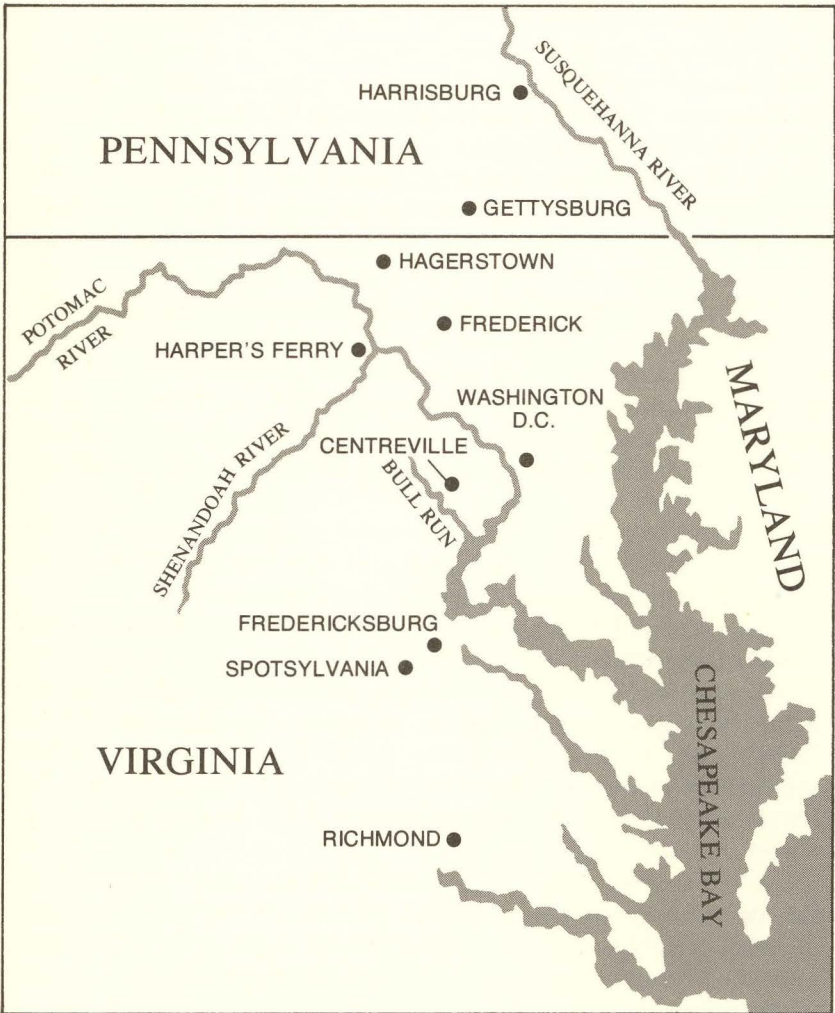 SUSQUEHANNA RIVER
HARRISBURG
PENNSYLVANIA
GETTYSBURG
HAGERSTOWN
POTOMAC
RIVER
FREDERICK
HARPER'S FERRY
MARYLAND
WASHINGTON
D.C.
CENTREVILLE
BULL RUN
SHENANDOAH RIVER
FREDERICKSBURG
SPOTSYLVANIA
CHESAPEAKE BAY
VIRGINIA
RICHMOND